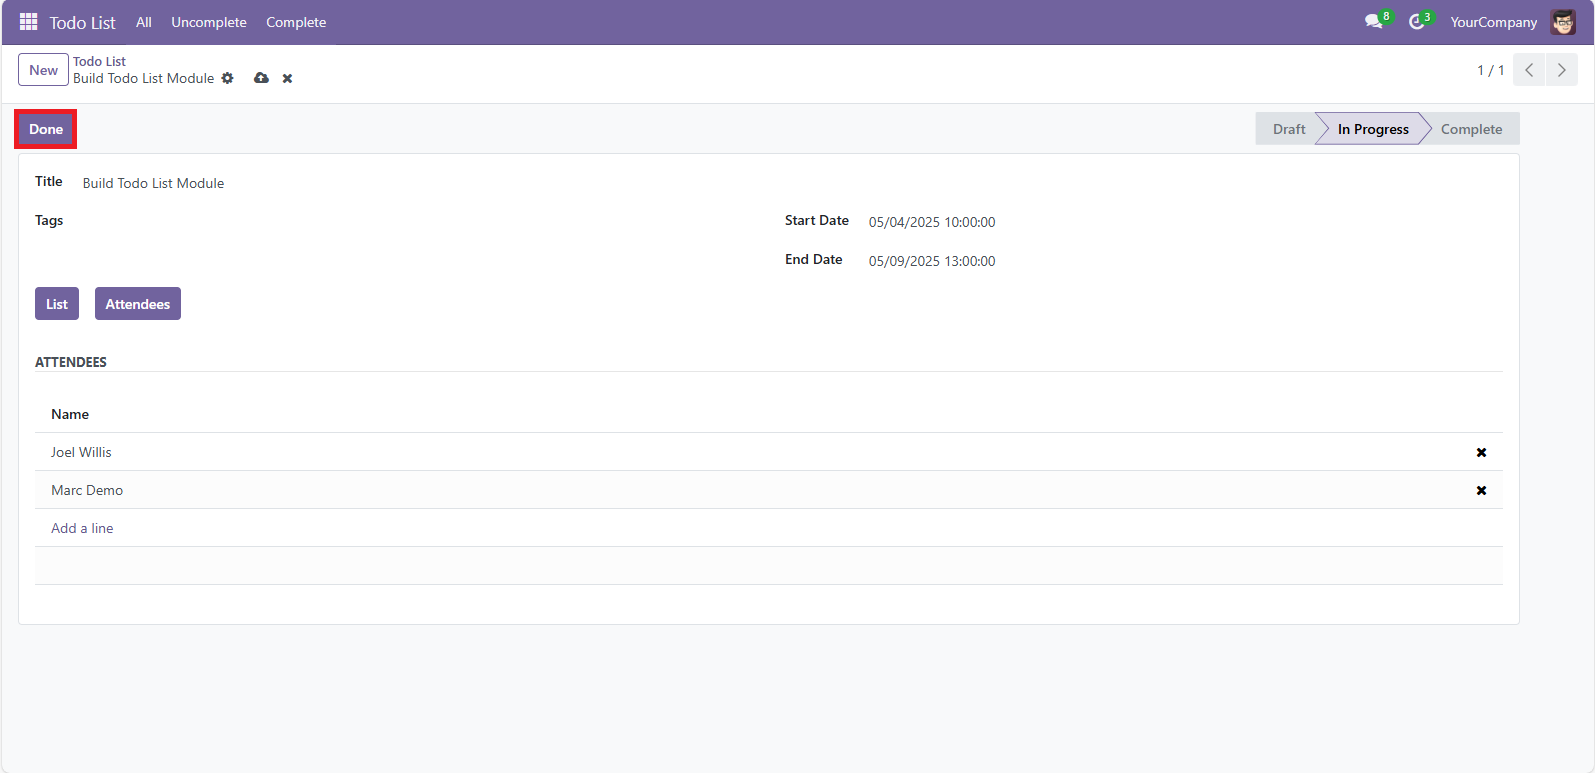 Todo List All Uncomplete Complete 8 3 YourCompany
New Todo List
Build Todo List Module 1 / 1
Done Draft In Progress Complete
Title Build Todo List Module
Tags Start Date 05/04/2025 10:00:00
End Date 05/09/2025 13:00:00
List Attendees
ATTENDEES
Name
Joel Willis
Marc Demo
Add a line